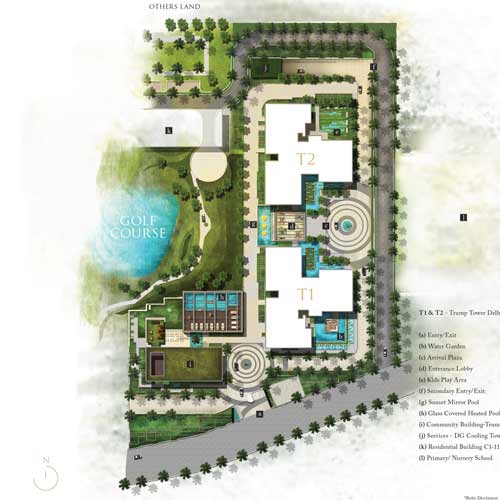 OTHERS LAND
T2
GOLF
COURSE
T1
T1 & T2 - Trump Tower Delh
(a) Entry/Exit
(b) Water Garden
(c) Arrival Plaza
(d) Enterance Lobby
(e) Kids Play Area
(f) Secondary Entry/Exit
(g) Sunset Mirror Pool
(h) Glass Covered Heated Pool
(i) Community Building-Team
(j) Services - DG Cooling Tow
(k) Residential Building C1-11
(l) Primary/ Nursery School
N
*Refer Disclaimer